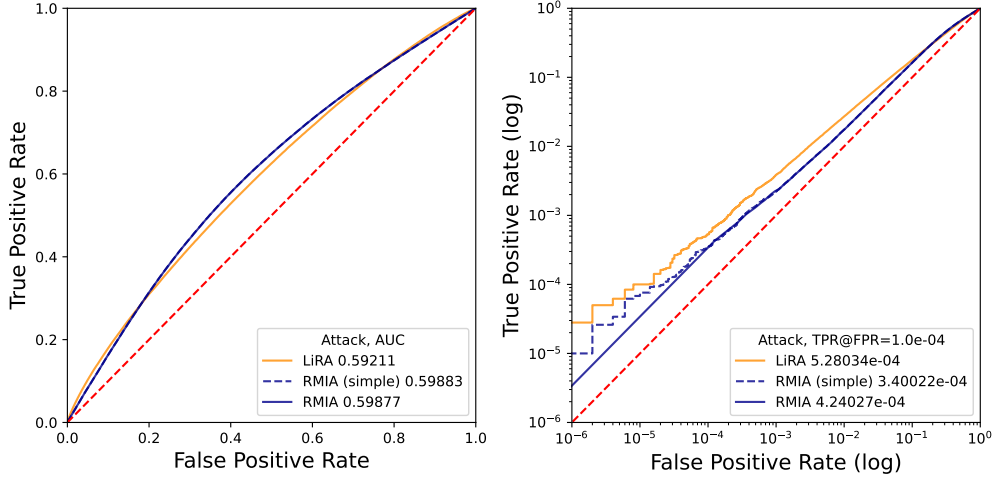 1.0
0.8
0.6
0.4
0.2
0.0
True Positive Rate
0.0 0.2 0.4 0.6 0.8 1.0
False Positive Rate
Attack, AUC
LiRA 0.59211
RMIA (simple) 0.59883
RMIA 0.59877
10⁰
10⁻¹
10⁻²
10⁻³
10⁻⁴
10⁻⁵
10⁻⁶
True Positive Rate (log)
10⁻⁶ 10⁻⁵ 10⁻⁴ 10⁻³ 10⁻² 10⁻¹ 10⁰
False Positive Rate (log)
Attack, TPR@FPR=1.0e-04
LiRA 5.28034e-04
RMIA (simple) 3.40022e-04
RMIA 4.24027e-04